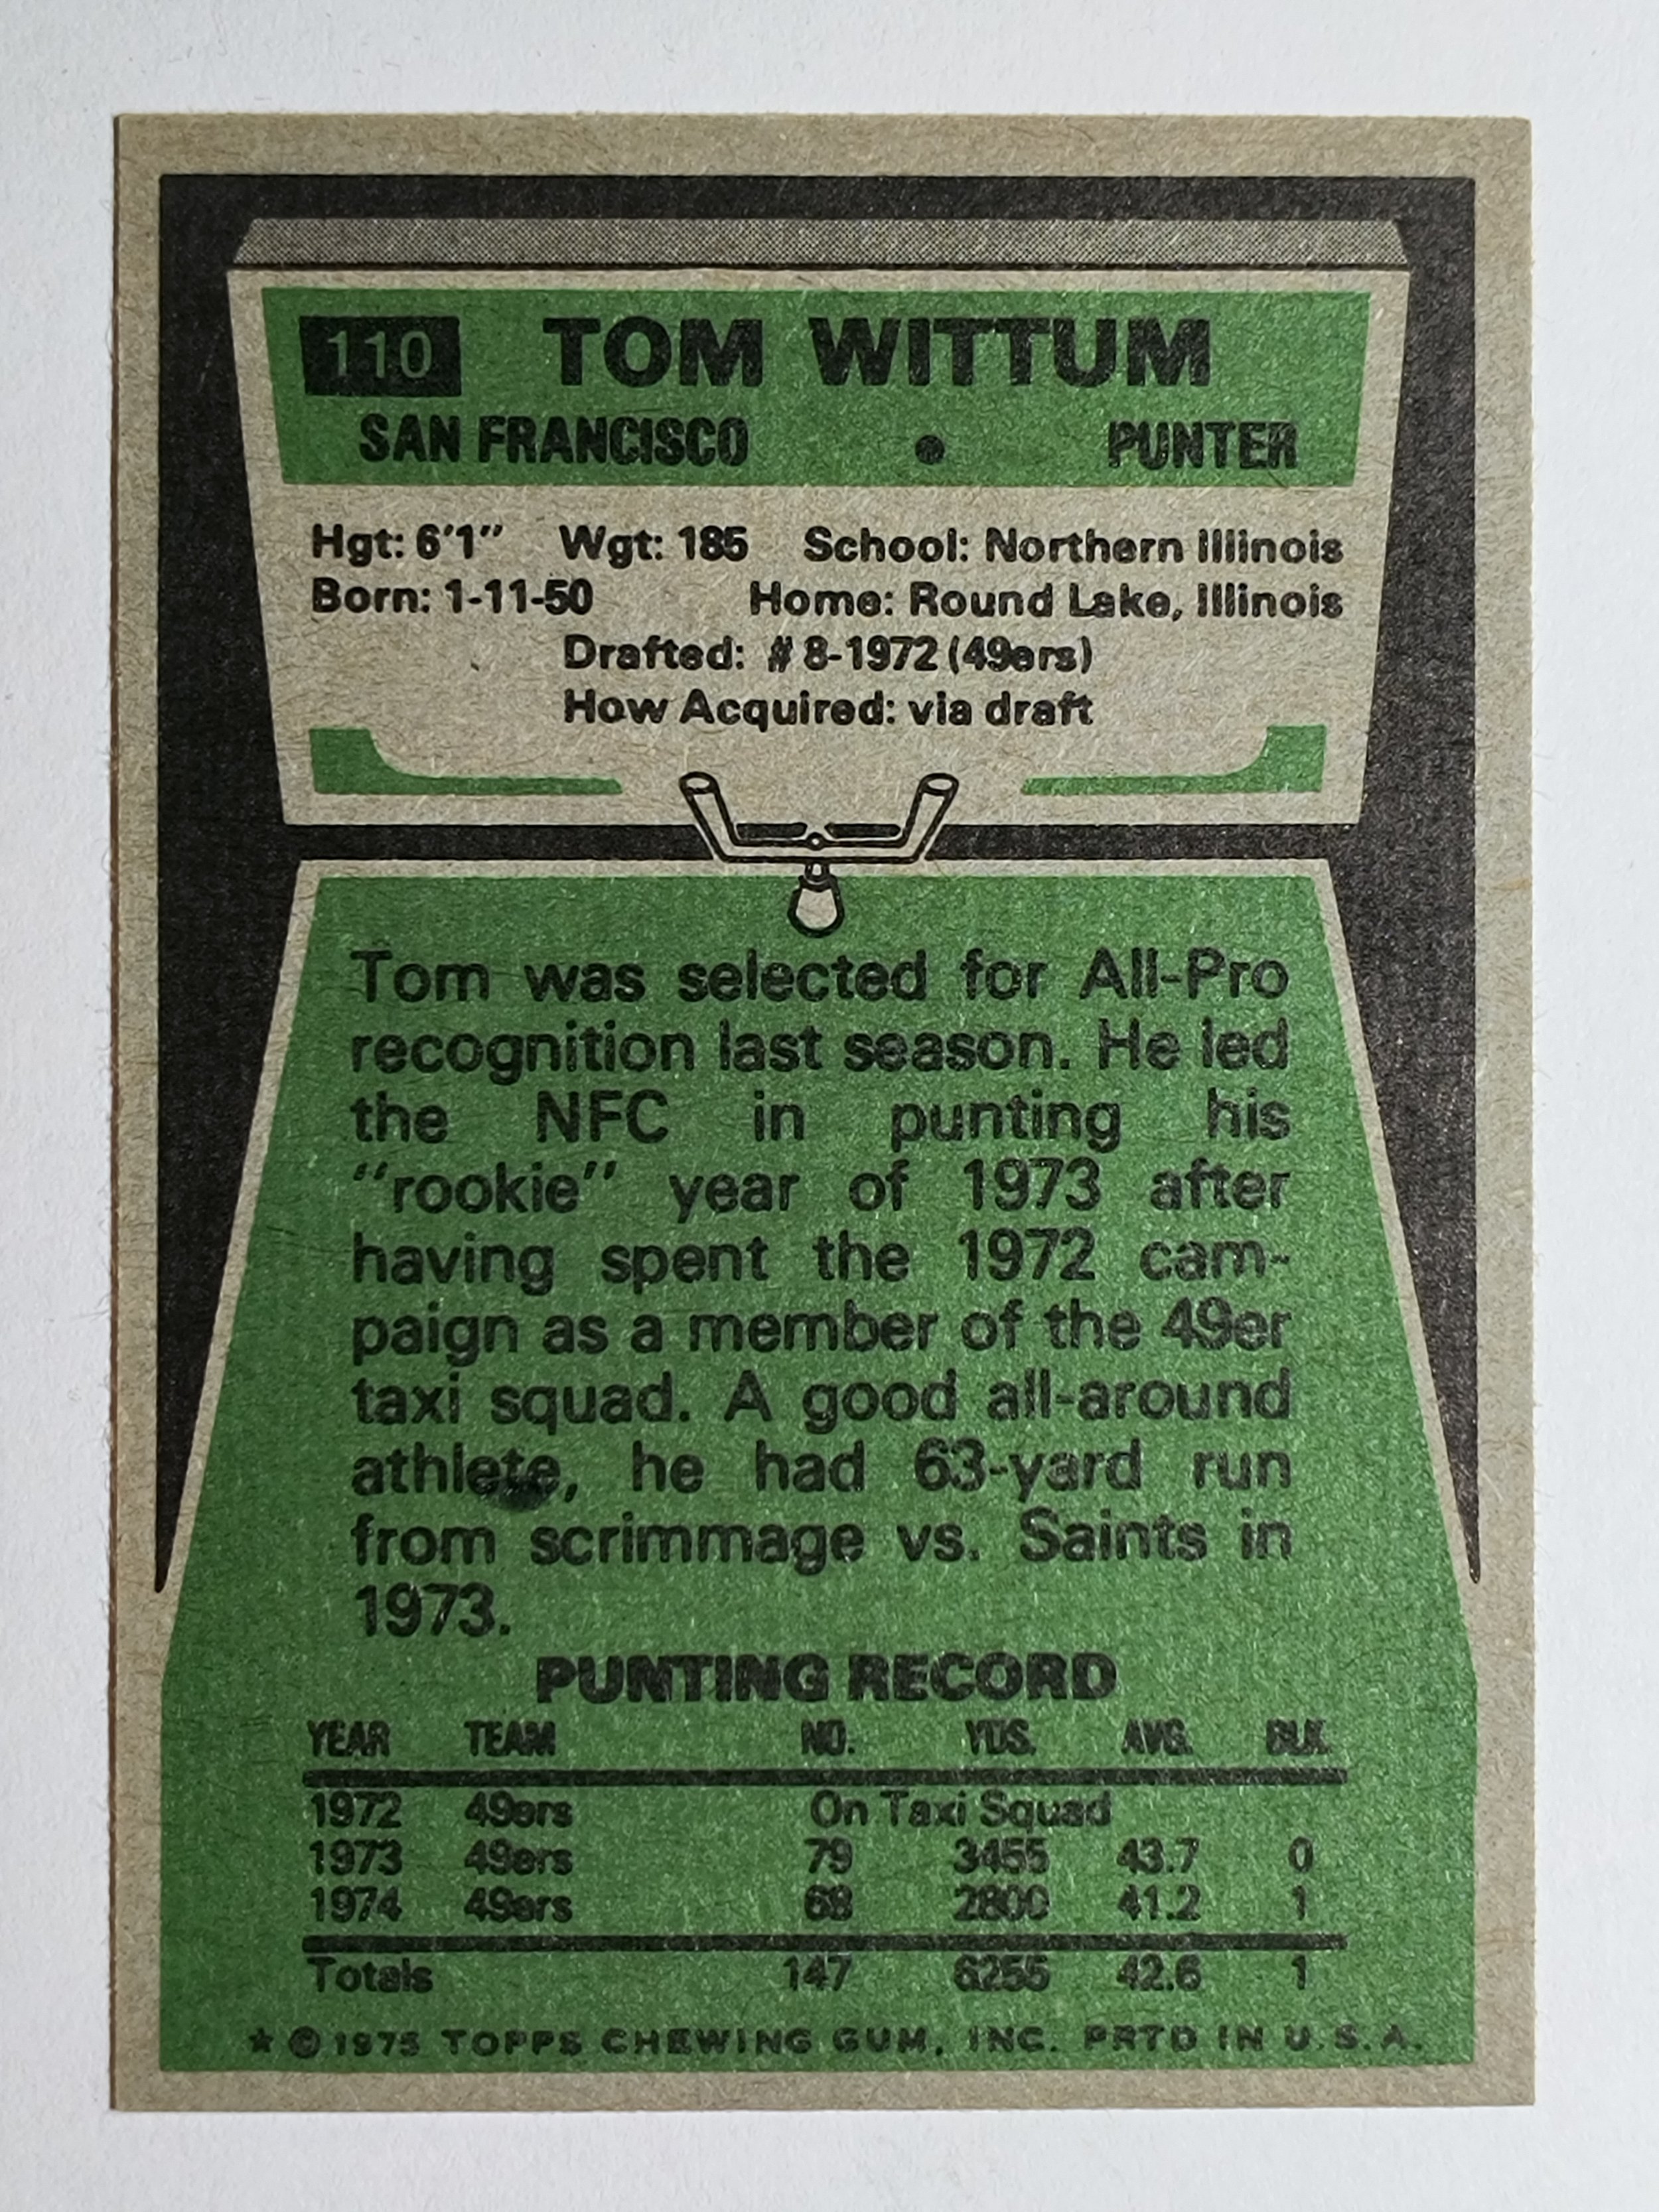 110 TOM WITTUM
SAN FRANCISCO • PUNTER
Hgt: 6'1" Wgt: 185 School: Northern Illinois
Born: 1-11-50 Home: Round Lake, Illinois
Drafted: # 8-1972 (49ers)
How Acquired: via draft
Tom was selected for All-Pro
recognition last season. He led
the NFC in punting his
"rookie" year of 1973 after
having spent the 1972 cam-
paign as a member of the 49er
taxi squad. A good all-around
athlete, he had 63-yard run
from scrimmage vs. Saints in
1973.
PUNTING RECORD
YEAR TEAM NO. YDS. AVG. BLK.
1972 49ers On Taxi Squad
1973 49ers 79 3455 43.7 0
1974 49ers 68 2800 41.2 1
Totals 147 6255 42.6 1
★ © 1975 TOPPS CHEWING GUM, INC. PRTD IN U.S.A.